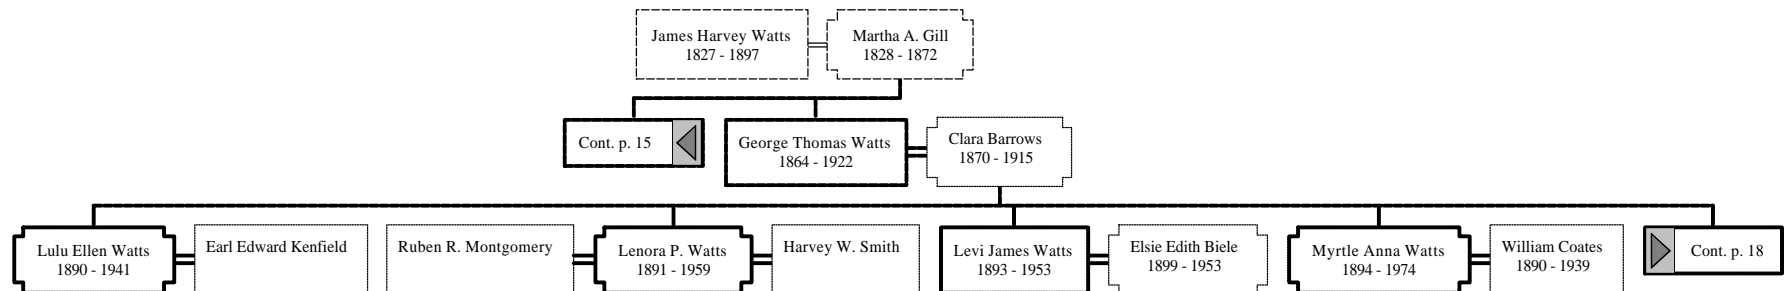 James Harvey Watts
1827 - 1897
Martha A. Gill
1828 - 1872
Cont. p. 15
George Thomas Watts
1864 - 1922
Clara Barrows
1870 - 1915
Lulu Ellen Watts
1890 - 1941
Earl Edward Kenfield
Ruben R. Montgomery
Lenora P. Watts
1891 - 1959
Harvey W. Smith
Levi James Watts
1893 - 1953
Elsie Edith Biele
1899 - 1953
Myrtle Anna Watts
1894 - 1974
William Coates
1890 - 1939
Cont. p. 18